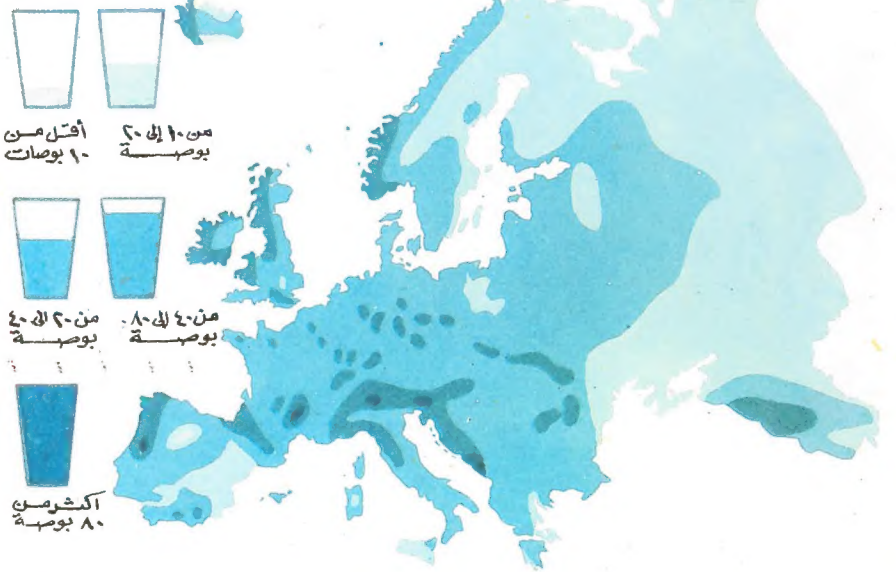 من ١٠ إلى ٢٠
بوصة
أقل من
١٠ بوصات
من ٤٠ إلى ٨٠
بوصة
من ٢٠ إلى ٤٠
بوصة
اكثر من
٨٠ بوصة